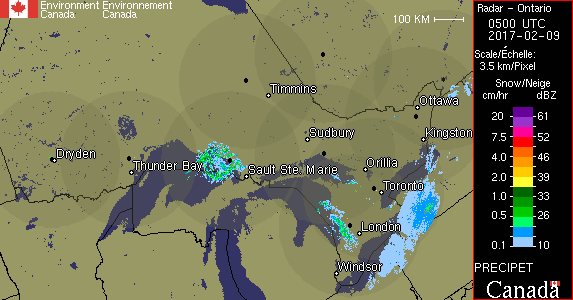 Environment Environnement
Canada Canada
100 KM
Timmins
Ottawa
Sudbury
Kingston
Dryden
Thunder Bay
Sault Ste. Marie
Orillia
Toronto
London
Windsor
Radar - Ontario
0500 UTC
2017-02-09
Scale/Échelle:
3.5 km/Pixel
Snow/Neige
cm/hr dBZ
20 61
7.5 52
4.0 46
2.0 39
1.0 33
0.5 26
0.1 10
PRECIPET
Canada